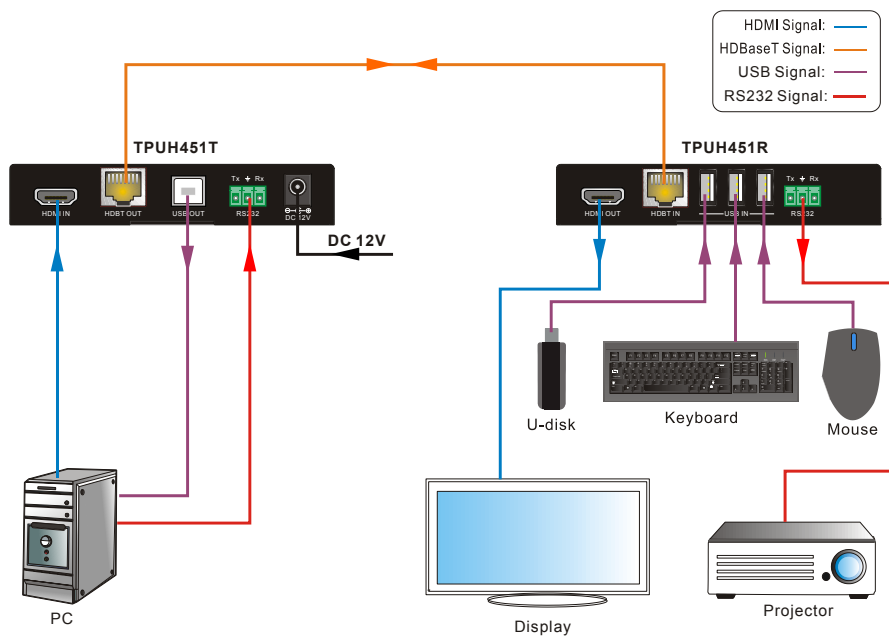 HDMI Signal:
HDBaseT Signal:
USB Signal:
RS232 Signal:
TPUH451T
TPUH451R
Tx Rx
HDMI IN
HDBT OUT
USB OUT
RS232
DC 12V
Tx Rx
HDMI OUT
HDBT IN
USB IN
RS232
DC 12V
U-disk
Keyboard
Mouse
PC
Display
Projector